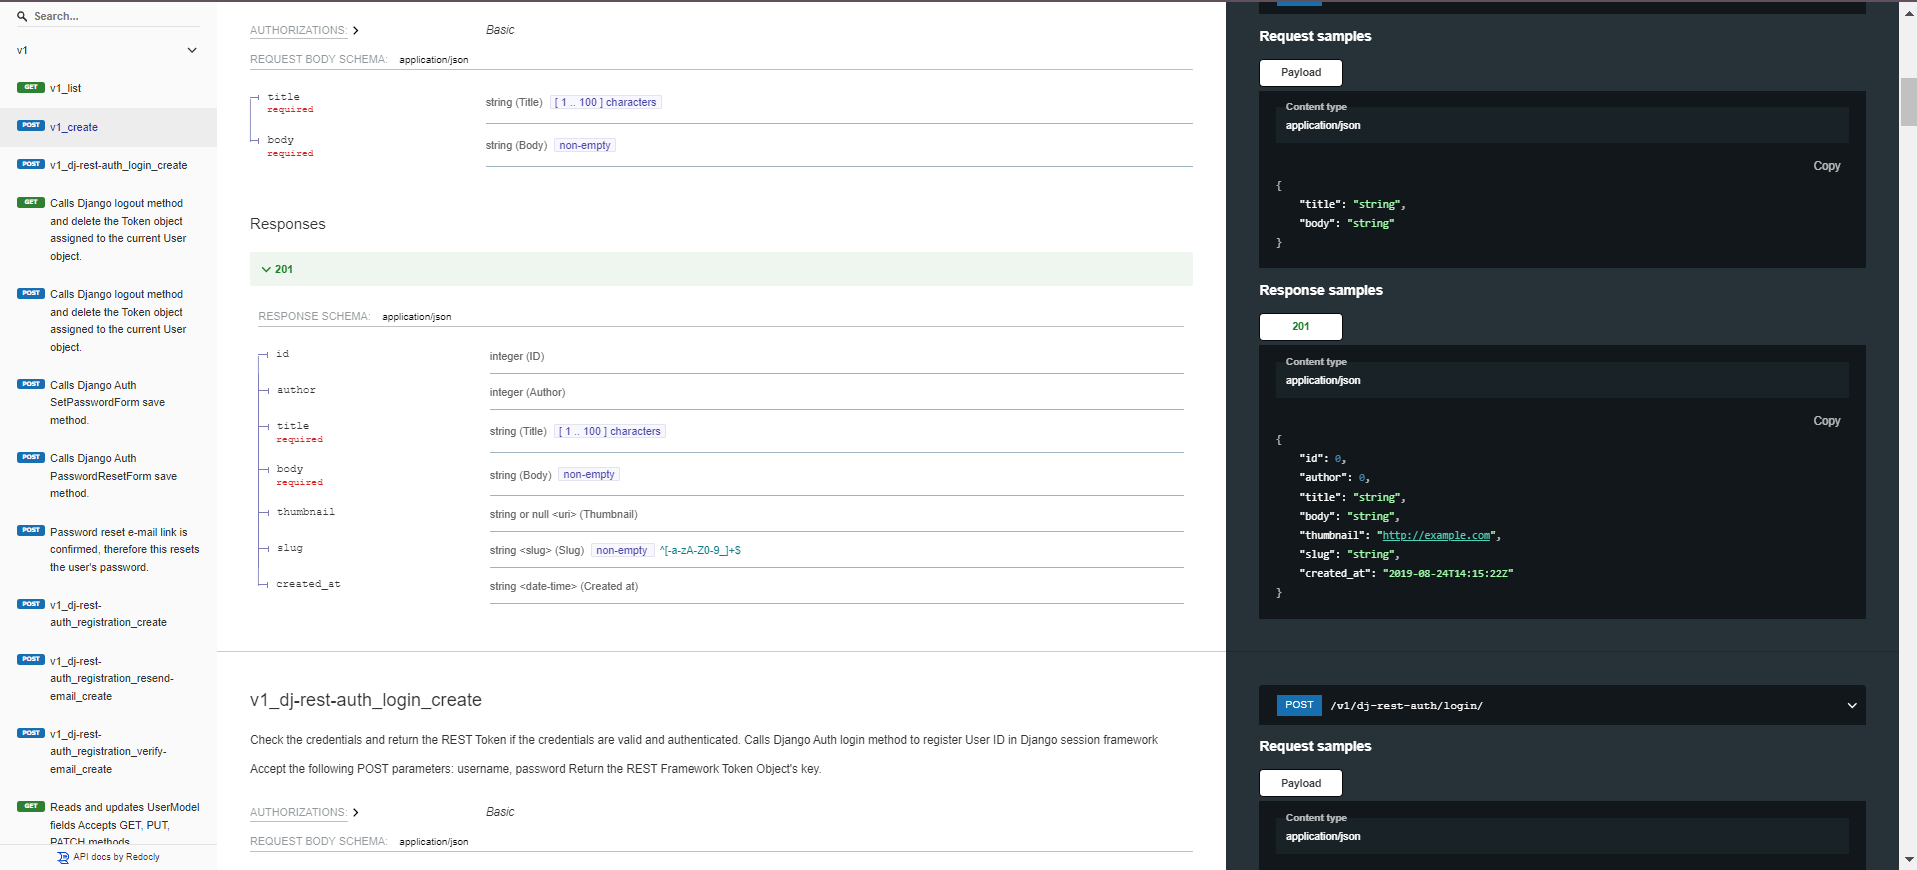 Search...
v1
GET v1_list
POST v1_create
POST v1_dj-rest-auth_login_create
GET Calls Django logout method
and delete the Token object
assigned to the current User
object.
POST Calls Django logout method
and delete the Token object
assigned to the current User
object.
POST Calls Django Auth
SetPasswordForm save
method.
POST Calls Django Auth
PasswordResetForm save
method.
POST Password reset e-mail link is
confirmed, therefore this resets
the user's password.
POST v1_dj-rest-
auth_registration_create
POST v1_dj-rest-
auth_registration_resend-
email_create
POST v1_dj-rest-
auth_registration_verify-
email_create
GET Reads and updates UserModel
fields Accepts GET, PUT,
PATCH methods
API docs by Redocly
AUTHORIZATIONS: Basic
REQUEST BODY SCHEMA: application/json
title
required
string (Title) [ 1 .. 100 ] characters
body
required
string (Body) non-empty
Responses
201
RESPONSE SCHEMA: application/json
id integer (ID)
author integer (Author)
title
required
string (Title) [ 1 .. 100 ] characters
body
required
string (Body) non-empty
thumbnail string or null <uri> (Thumbnail)
slug string <slug> (Slug) non-empty ^[-a-zA-Z0-9_]+$
created_at string <date-time> (Created at)
v1_dj-rest-auth_login_create
Check the credentials and return the REST Token if the credentials are valid and authenticated. Calls Django Auth login method to register User ID in Django session framework
Accept the following POST parameters: username, password Return the REST Framework Token Object's key.
AUTHORIZATIONS: Basic
REQUEST BODY SCHEMA: application/json
Request samples
Payload
Content type
application/json
Copy
{
"title": "string",
"body": "string"
}
Response samples
201
Content type
application/json
Copy
{
"id": 0,
"author": 0,
"title": "string",
"body": "string",
"thumbnail": "http://example.com",
"slug": "string",
"created_at": "2019-08-24T14:15:22Z"
}
POST /v1/dj-rest-auth/login/
Request samples
Payload
Content type
application/json